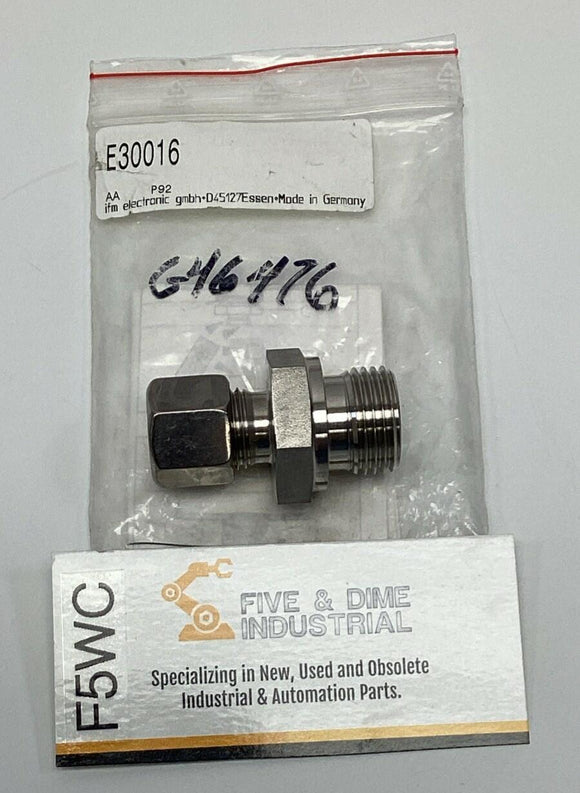 E30016
AA P92
ifm electronic gmbh•D45127Essen•Made in Germany
G46476
F5WC
FIVE & DIME
INDUSTRIAL
Specializing in New, Used and Obsolete
Industrial & Automation Parts.